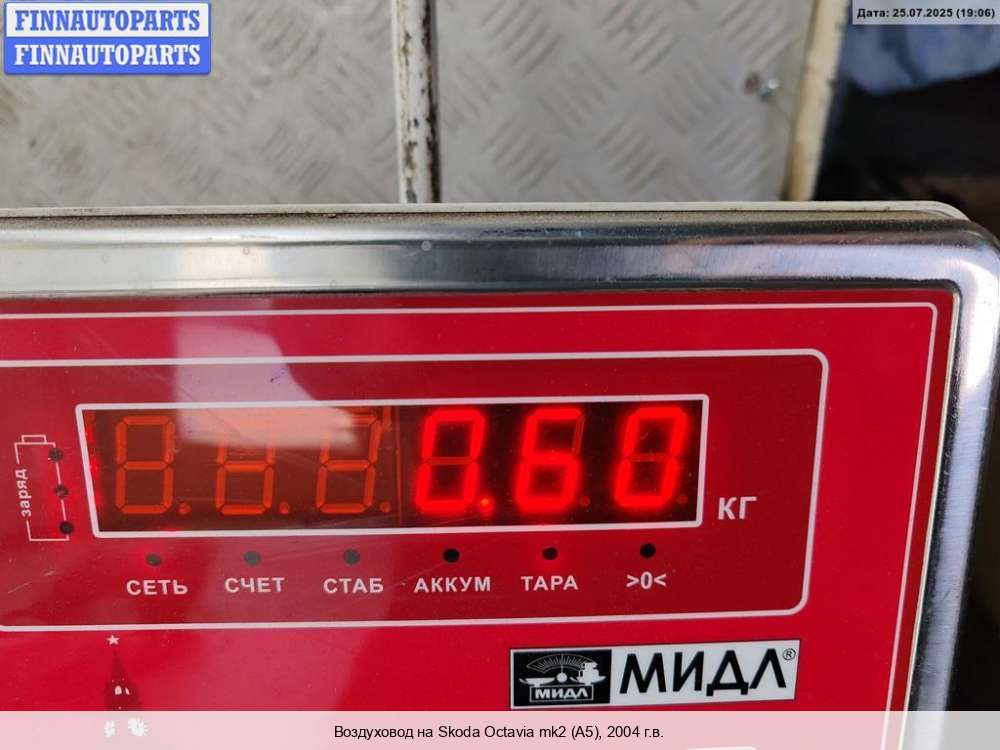 FINNAUTOPARTS
FINNAUTOPARTS
Дата: 25.07.2025 (19:06)
0.60
КГ
заряд
СЕТЬ СЧЕТ СТАБ АККУМ ТАРА >0<
МИДЛ МИДЛ®
Воздуховод на Skoda Octavia mk2 (A5), 2004 г.в.